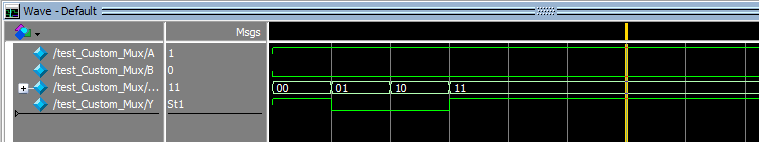 Wave - Default
Msgs
/test_Custom_Mux/A 1
/test_Custom_Mux/B 0
/test_Custom_Mux/... 11 00 01 10 11
/test_Custom_Mux/Y St1